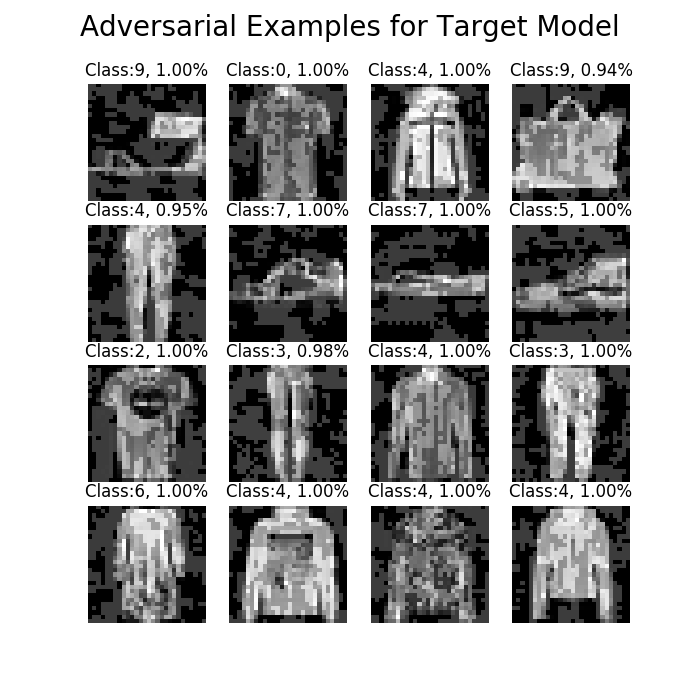 Adversarial Examples for Target Model
Class:9, 1.00% Class:0, 1.00% Class:4, 1.00% Class:9, 0.94%
Class:4, 0.95% Class:7, 1.00% Class:7, 1.00% Class:5, 1.00%
Class:2, 1.00% Class:3, 0.98% Class:4, 1.00% Class:3, 1.00%
Class:6, 1.00% Class:4, 1.00% Class:4, 1.00% Class:4, 1.00%